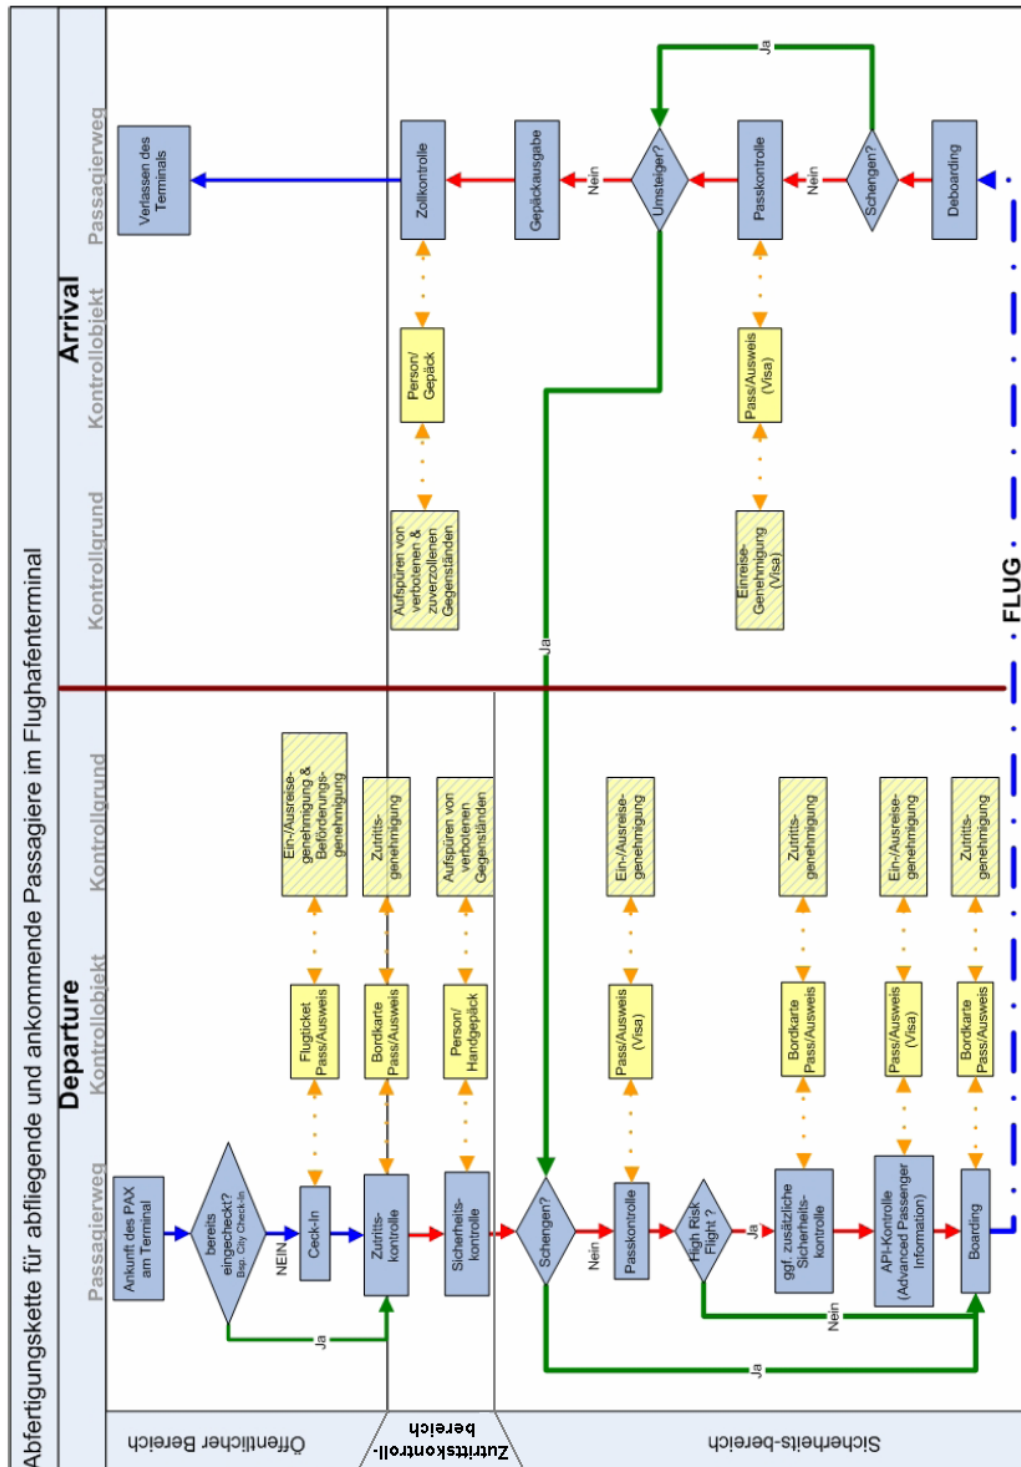 Abfertigungskette für abfliegende und ankommende Passagiere im Flughafenterminal
Departure
Arrival
Passagierweg
Kontrollobjekt
Kontrollgrund
Kontrollgrund
Kontrollobjekt
Passagierweg
Öffentlicher Bereich
Zutrittskontroll-
bereich
Sicherheits-bereich
Ankunft des PAX
am Terminal
bereits
eingecheckt?
Bsp. City Check-In
NEIN
Ja
Ceck-In
Flugticket
Pass/Ausweis
Ein-/Ausreise-
genehmigung &
Beförderungs-
genehmigung
Zutritts-
kontrolle
Bordkarte
Pass/Ausweis
Zutritts-
genehmigung
Sicherheits-
kontrolle
Person/
Handgepäck
Aufspüren von
verbotenen
Gegenständen
Schengen?
Nein
Ja
Passkontrolle
Pass/Ausweis
(Visa)
Ein-/Ausreise-
genehmigung
High Risk
Flight ?
Ja
Nein
ggf. zusätzliche
Sicherheits-
kontrolle
Bordkarte
Pass/Ausweis
Zutritts-
genehmigung
API-Kontrolle
(Advanced Passenger
Information)
Pass/Ausweis
(Visa)
Ein-/Ausreise-
genehmigung
Boarding
Bordkarte
Pass/Ausweis
Zutritts-
genehmigung
FLUG
Verlassen des
Terminals
Zollkontrolle
Person/
Gepäck
Aufspüren von
verbotenen &
zuverzollenen
Gegenständen
Gepäckausgabe
Nein
Umsteiger?
Ja
Passkontrolle
Pass/Ausweis
(Visa)
Einreise-
Genehmigung
(Visa)
Nein
Schengen?
Ja
Deboarding